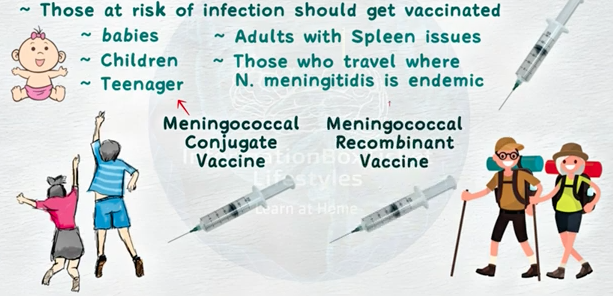 ~ Those at risk of infection should get vaccinated
~ babies
~ Children
~ Teenager
~ Adults with Spleen issues
~ Those who travel where
N. meningitidis is endemic
Meningococcal
Conjugate
Vaccine
Meningococcal
Recombinant
Vaccine
Lifestyles
Learn at Home